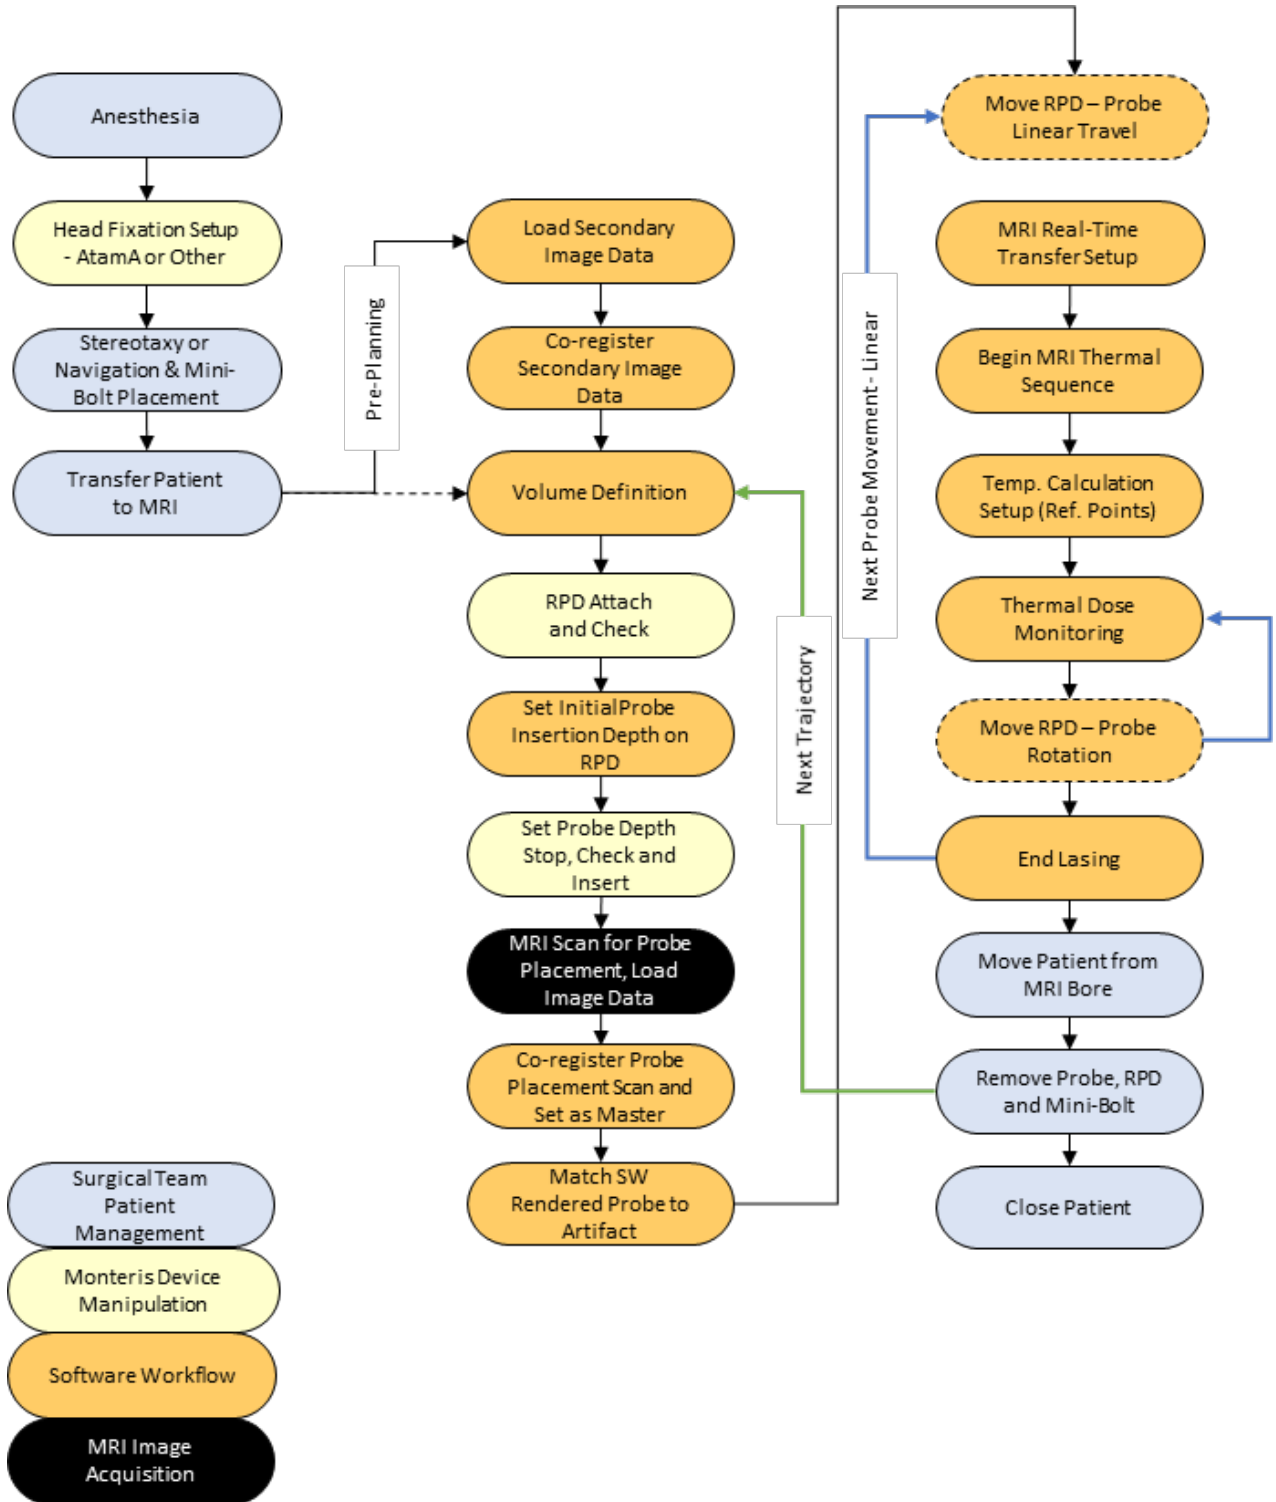 Anesthesia
Head Fixation Setup
- AtamA or Other
Stereotaxy or
Navigation & Mini-
Bolt Placement
Transfer Patient
to MRI
Pre-Planning
Load Secondary
Image Data
Co-register
Secondary Image
Data
Volume Definition
RPD Attach
and Check
Set Initial Probe
Insertion Depth on
RPD
Set Probe Depth
Stop, Check and
Insert
MRI Scan for Probe
Placement, Load
Image Data
Co-register Probe
Placement Scan and
Set as Master
Match SW
Rendered Probe to
Artifact
Next Trajectory
Next Probe Movement - Linear
Move RPD – Probe
Linear Travel
MRI Real-Time
Transfer Setup
Begin MRI Thermal
Sequence
Temp. Calculation
Setup (Ref. Points)
Thermal Dose
Monitoring
Move RPD – Probe
Rotation
End Lasing
Move Patient from
MRI Bore
Remove Probe, RPD
and Mini-Bolt
Close Patient
Surgical Team
Patient
Management
Monteris Device
Manipulation
Software Workflow
MRI Image
Acquisition